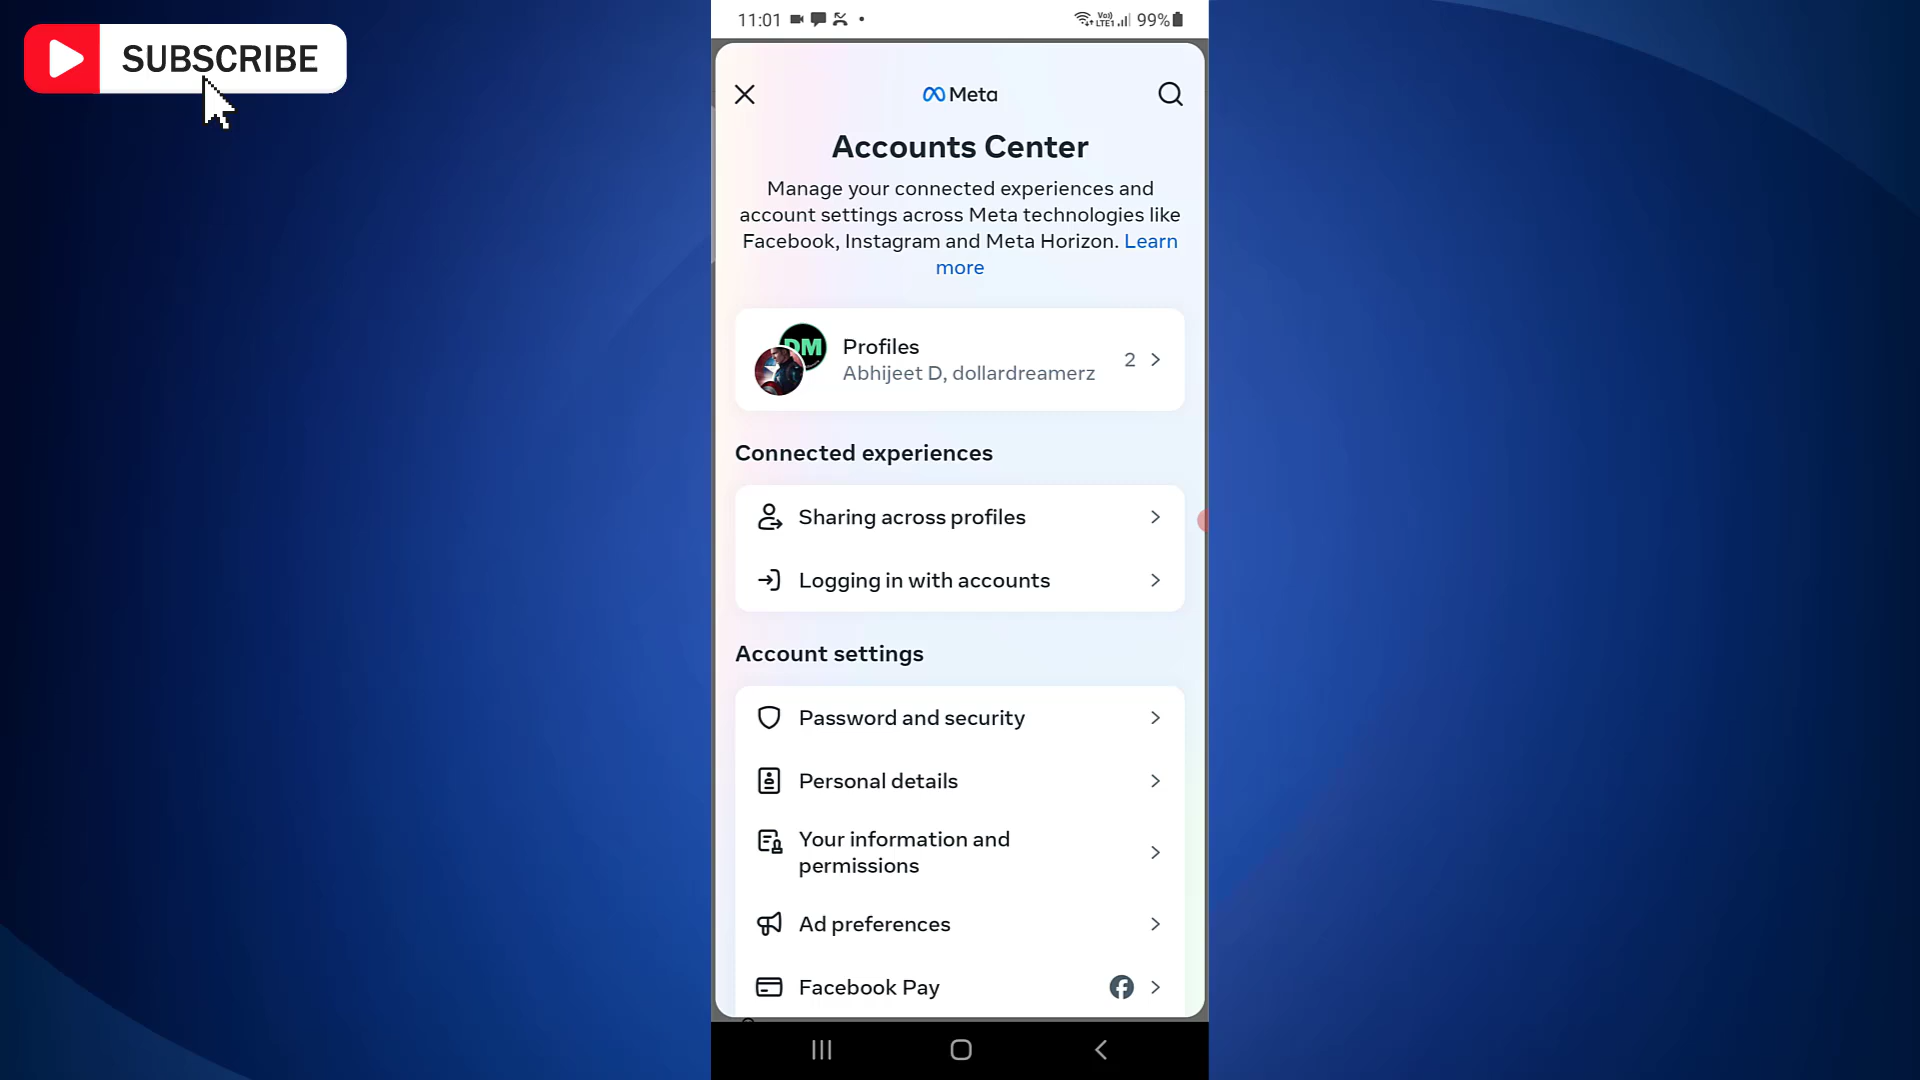 SUBSCRIBE
11:01
Vo))
LTE1
99%
Meta
Accounts Center
Manage your connected experiences and
account settings across Meta technologies like
Facebook, Instagram and Meta Horizon. Learn
more
DM
Profiles
Abhijeet D, dollardreamerz
2
Connected experiences
Sharing across profiles
Logging in with accounts
Account settings
Password and security
Personal details
Your information and
permissions
Ad preferences
Facebook Pay